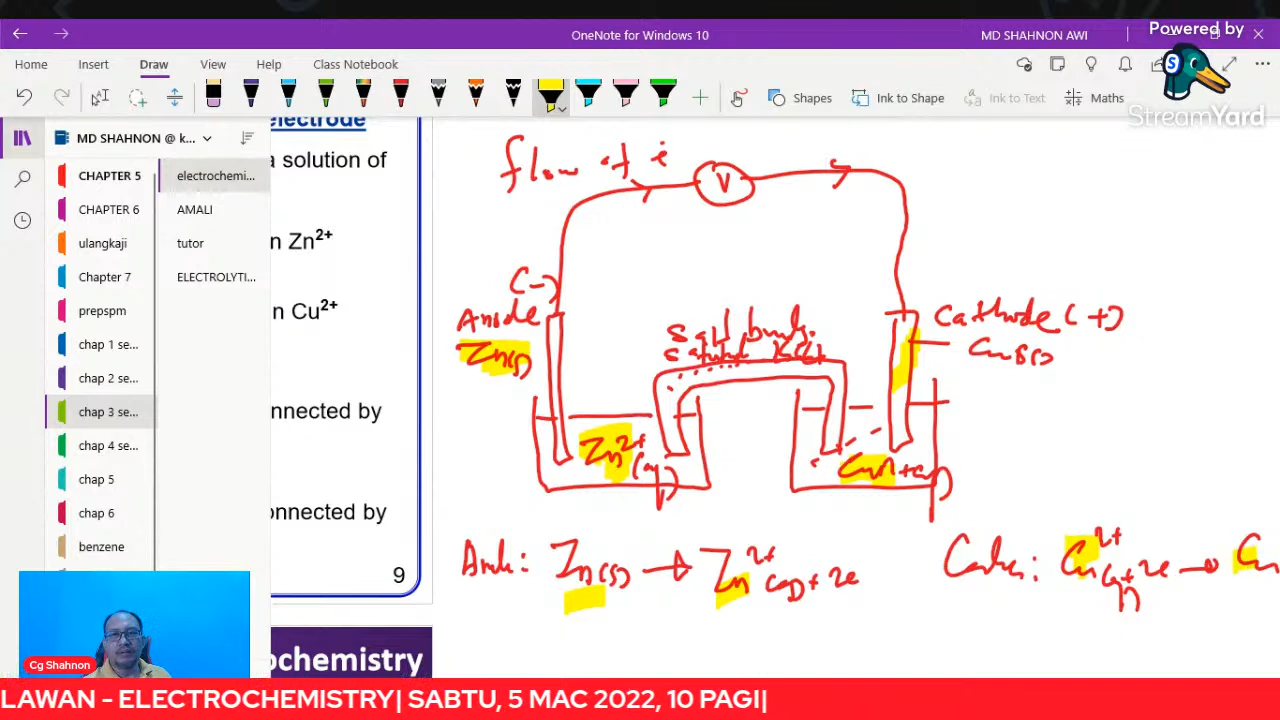 Powered by
StreamYard
OneNote for Windows 10
MD SHAHNON AWI
Home
Insert
Draw
View
Help
Class Notebook
Shapes
Ink to Shape
Ink to Text
Maths
MD SHAHNON @ k...
CHAPTER 5
CHAPTER 6
ulangkaji
Chapter 7
prepspm
chap 1 se...
chap 2 se...
chap 3 se...
chap 4 se...
chap 5
chap 6
benzene
electrochemi...
AMALI
tutor
ELECTROLYTI...
electrode
a solution of
n Zn²⁺
n Cu²⁺
nnected by
onnected by
9
ochemistry
flow of
V
(-)
Anode
Zn(s)
Salt
KCl
Cathode (+)
Cu(s)
Zn²⁺
(aq)
Zn(s) → Zn²⁺(aq) + 2e
Cu²⁺(aq) + 2e → Cu
Cg Shahnon
LAWAN - ELECTROCHEMISTRY| SABTU, 5 MAC 2022, 10 PAGI|